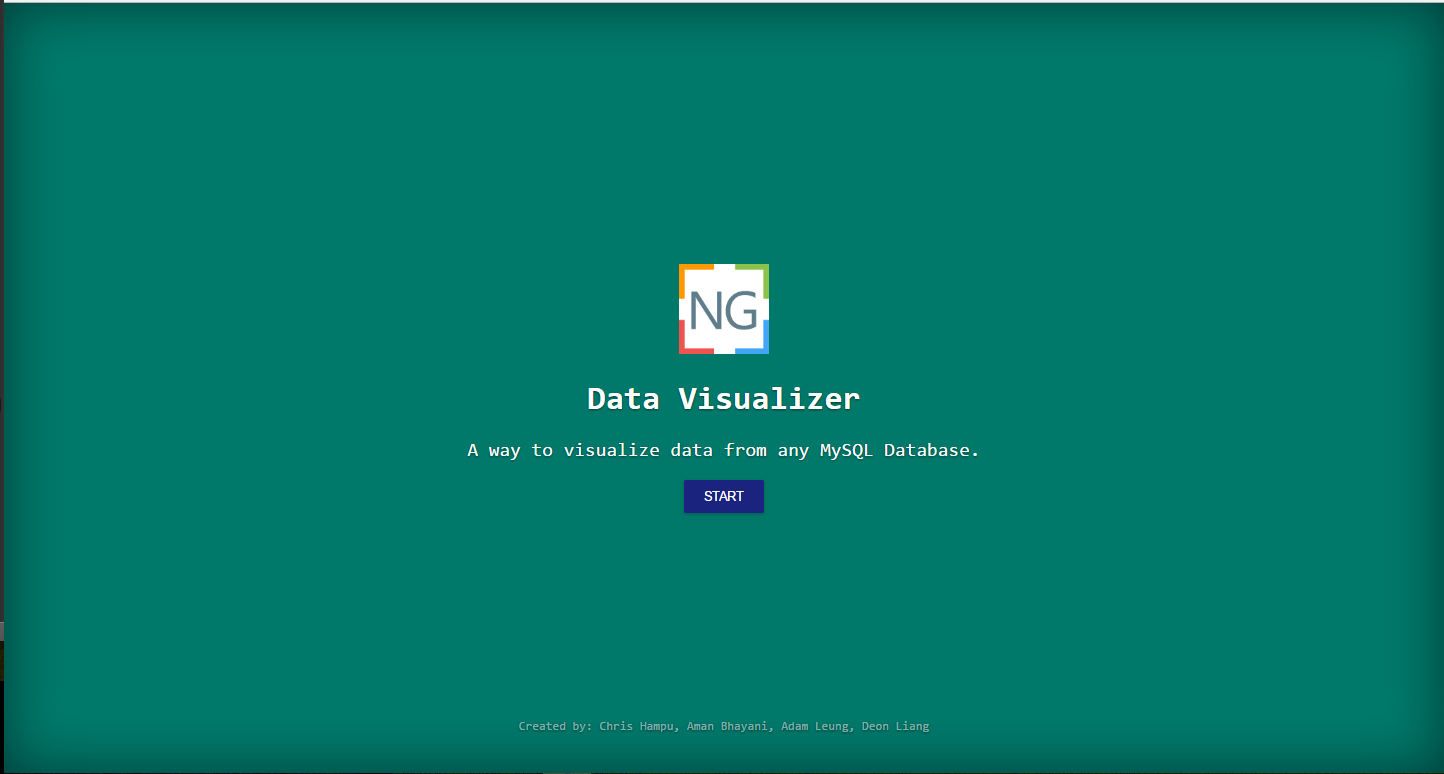 NG
Data Visualizer
A way to visualize data from any MySQL Database.
START
Created by: Chris Hampu, Aman Bhayani, Adam Leung, Deon Liang